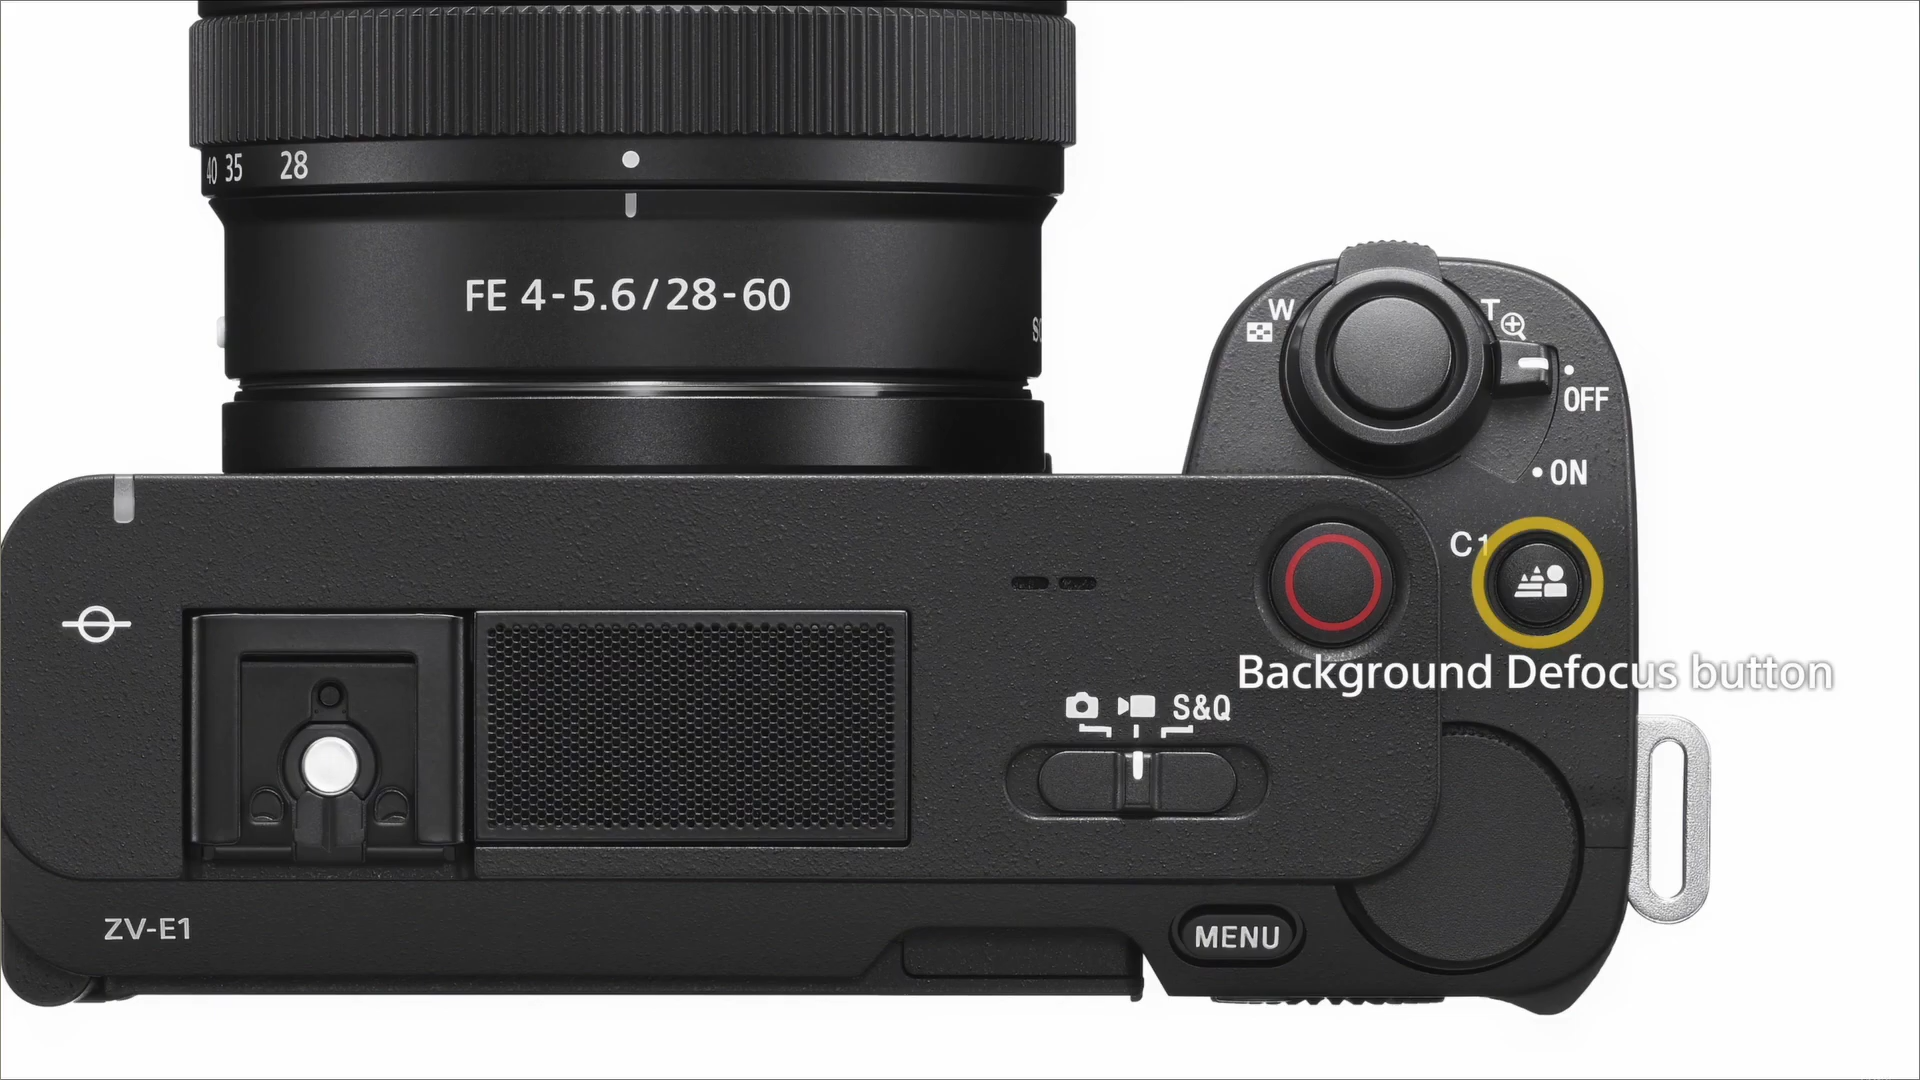 40 35 28
FE 4-5.6/28-60
W
T
OFF
ON
C1
Background Defocus button
S&Q
ZV-E1
MENU